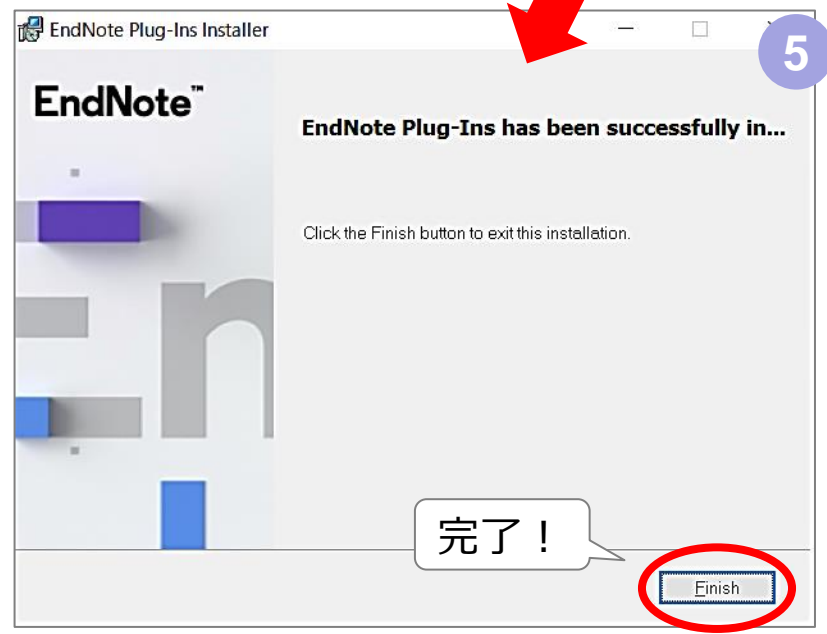 EndNote Plug-Ins Installer
5
EndNote™
EndNote Plug-Ins has been successfully in...
Click the Finish button to exit this installation.
En
完了！
Finish